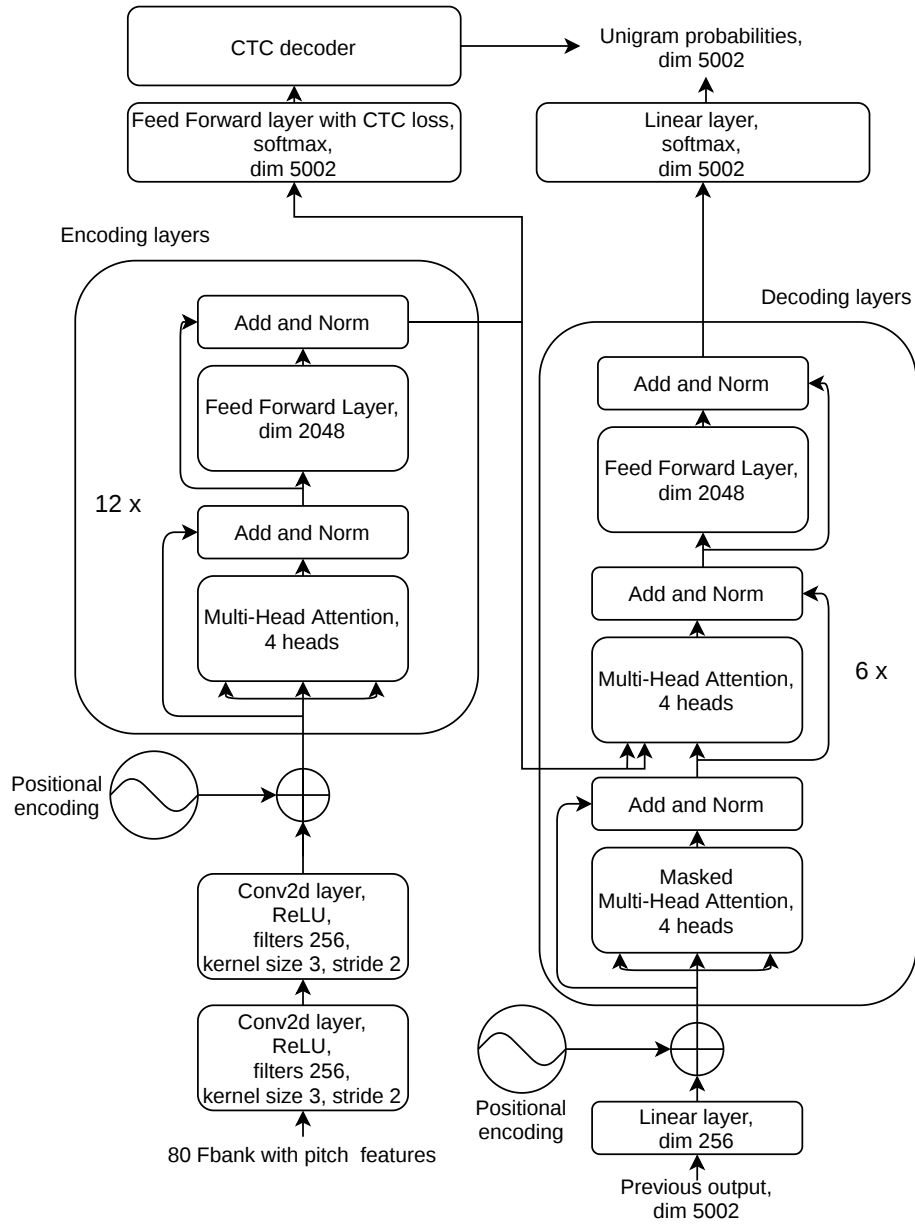 CTC decoder
Unigram probabilities,
dim 5002
Feed Forward layer with CTC loss,
softmax,
dim 5002
Linear layer,
softmax,
dim 5002
Encoding layers
Add and Norm
Feed Forward Layer,
dim 2048
12 x
Add and Norm
Multi-Head Attention,
4 heads
Positional
encoding
Conv2d layer,
ReLU,
filters 256,
kernel size 3, stride 2
Conv2d layer,
ReLU,
filters 256,
kernel size 3, stride 2
80 Fbank with pitch features
Decoding layers
Add and Norm
Feed Forward Layer,
dim 2048
Add and Norm
Multi-Head Attention,
4 heads
6 x
Add and Norm
Masked
Multi-Head Attention,
4 heads
Positional
encoding
Linear layer,
dim 256
Previous output,
dim 5002